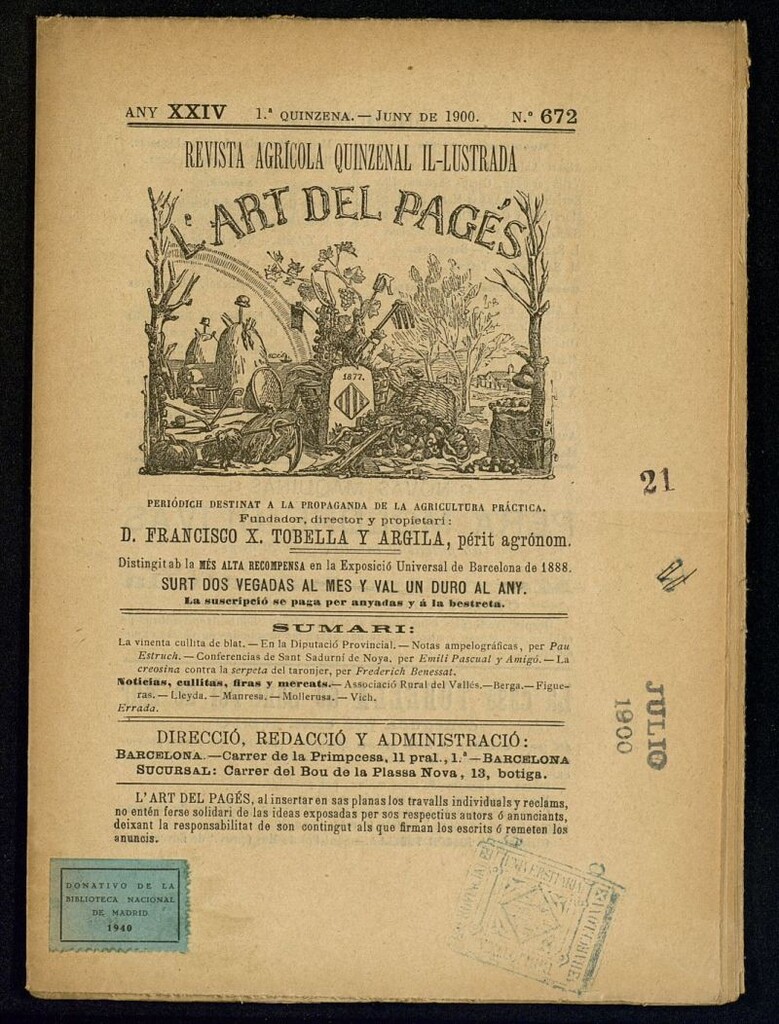 ANY XXIV 1.ª QUINZENA. — JUNY DE 1900. N.º 672
REVISTA AGRÍCOLA QUINZENAL IL-LUSTRADA
L'ART DEL PAGÉS
1877.
PERIÓDICH DESTINAT A LA PROPAGANDA DE LA AGRICULTURA PRÁCTICA.
Fundador, director y propietari:
D. FRANCISCO X. TOBELLA Y ARGILA, périt agrónom.
Distingit ab la MÉS ALTA RECOMPENSA en la Exposició Universal de Barcelona de 1888.
SURT DOS VEGADAS AL MES Y VAL UN DURO AL ANY.
La suscripció se paga per anyadas y á la bestreta.
SUMARI:
La vinenta cullita de blat. — En la Diputació Provincial. — Notas ampelográficas, per Pau
Estruch. — Conferencias de Sant Sadurní de Noya, per Emili Pascual y Amigó. — La
creosina contra la serpeta del taronjer, per Frederich Benessat.
Noticias, cullitas, firas y mercats. — Associació Rural del Vallés. — Berga. — Figue-
ras. — Lleyda. — Manresa. — Mollerusa. — Vich.
Errada.
DIRECCIÓ, REDACCIÓ Y ADMINISTRACIÓ:
BARCELONA. — Carrer de la Primpcesa, 11 pral., 1.ª — BARCELONA
SUCURSAL: Carrer del Bou de la Plassa Nova, 13, botiga.
L'ART DEL PAGÉS, al insertar en sas planas los travalls individuals y reclams,
no entén ferse solidari de las ideas exposadas per sos respectius autors ó anunciants,
deixant la responsabilitat de son contingut als que firman los escrits ó remeten los
anuncis.
21
JULIO
1900
DONATIVO DE LA
BIBLIOTECA NACIONAL
DE MADRID
1940
UNIVERSITARIA
BARCELONA